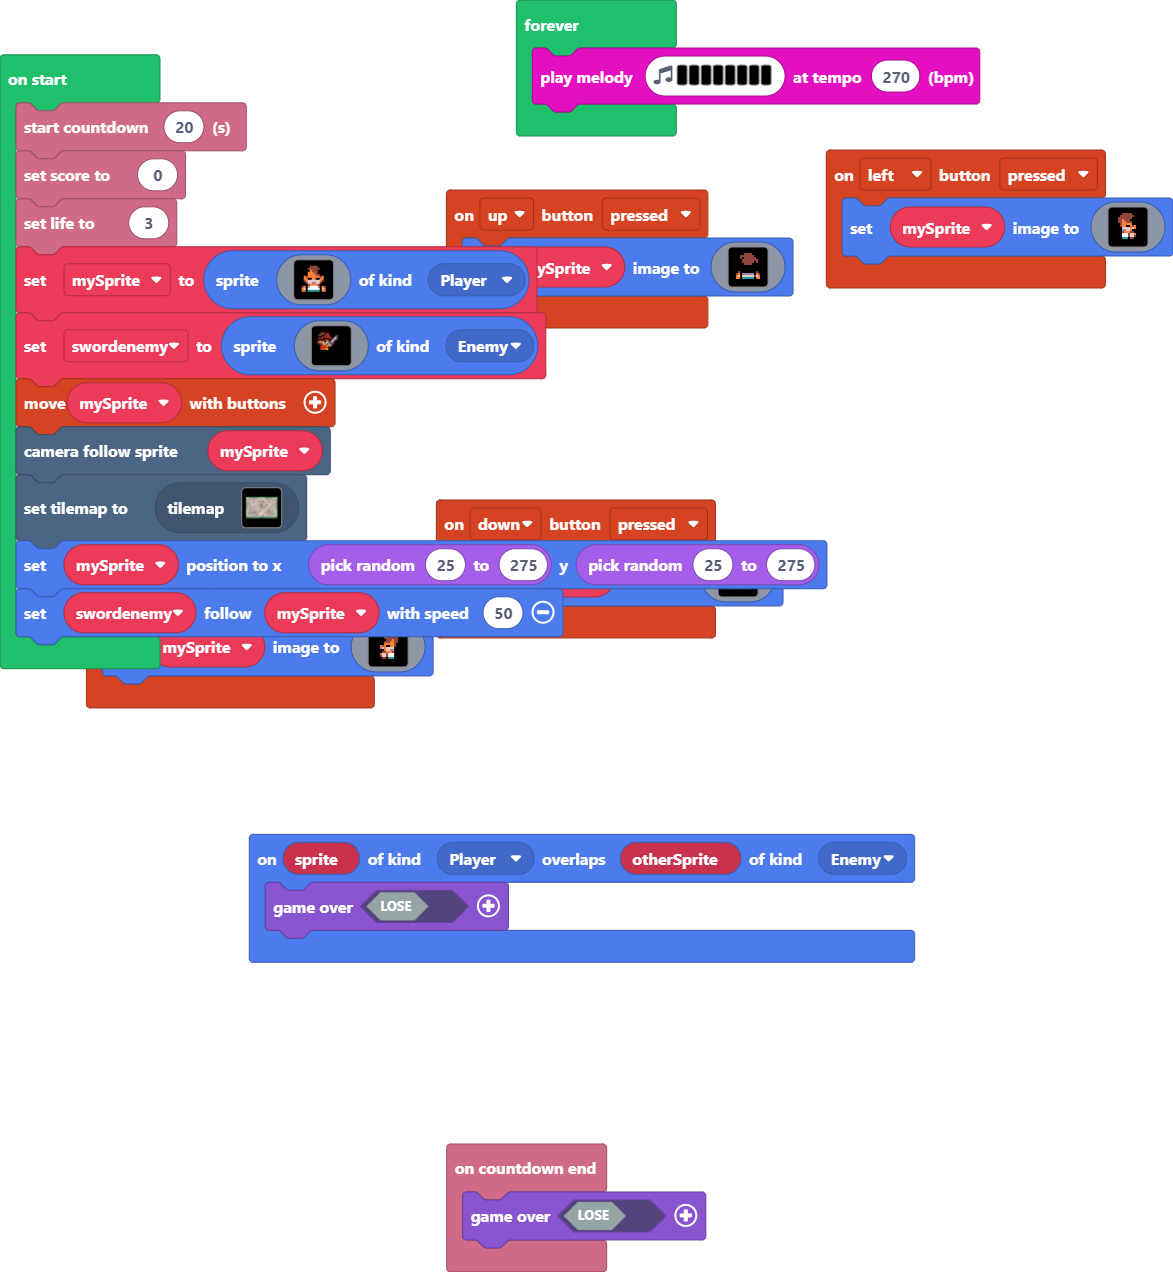 forever
play melody at tempo 270 (bpm)
on start
start countdown 20 (s)
set score to 0
set life to 3
set mySprite to sprite of kind Player
set swordenemy to sprite of kind Enemy
move mySprite with buttons
camera follow sprite mySprite
set tilemap to tilemap
set mySprite position to x pick random 25 to 275 y pick random 25 to 275
set swordenemy follow mySprite with speed 50
on up button pressed
ySprite image to
on left button pressed
set mySprite image to
on down button pressed
mySprite image to
on sprite of kind Player overlaps otherSprite of kind Enemy
game over LOSE
on countdown end
game over LOSE